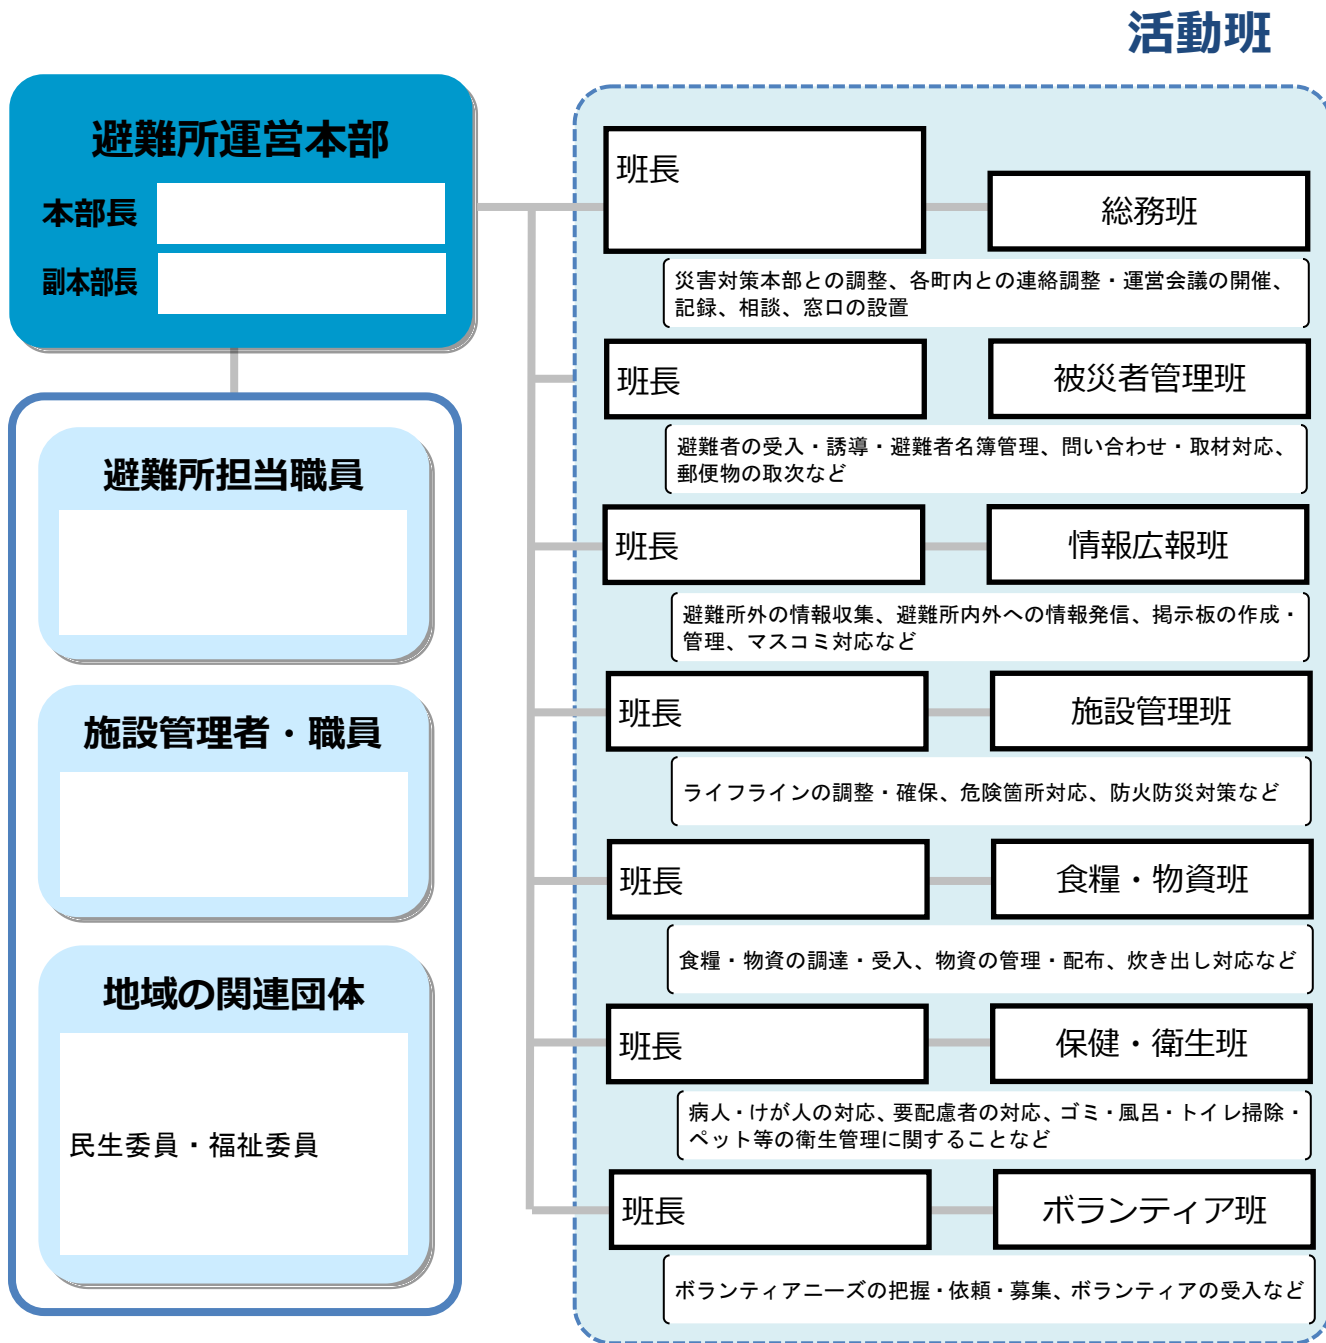 活動班
避難所運営本部
本部長
副本部長
避難所担当職員
施設管理者・職員
地域の関連団体
民生委員・福祉委員
班長
総務班
災害対策本部との調整、各町内との連絡調整・運営会議の開催、
記録、相談、窓口の設置
班長
被災者管理班
避難者の受入・誘導・避難者名簿管理、問い合わせ・取材対応、
郵便物の取次など
班長
情報広報班
避難所外の情報収集、避難所内外への情報発信、掲示板の作成・
管理、マスコミ対応など
班長
施設管理班
ライフラインの調整・確保、危険箇所対応、防火防災対策など
班長
食糧・物資班
食糧・物資の調達・受入、物資の管理・配布、炊き出し対応など
班長
保健・衛生班
病人・けが人の対応、要配慮者の対応、ゴミ・風呂・トイレ掃除・
ペット等の衛生管理に関することなど
班長
ボランティア班
ボランティアニーズの把握・依頼・募集、ボランティアの受入など